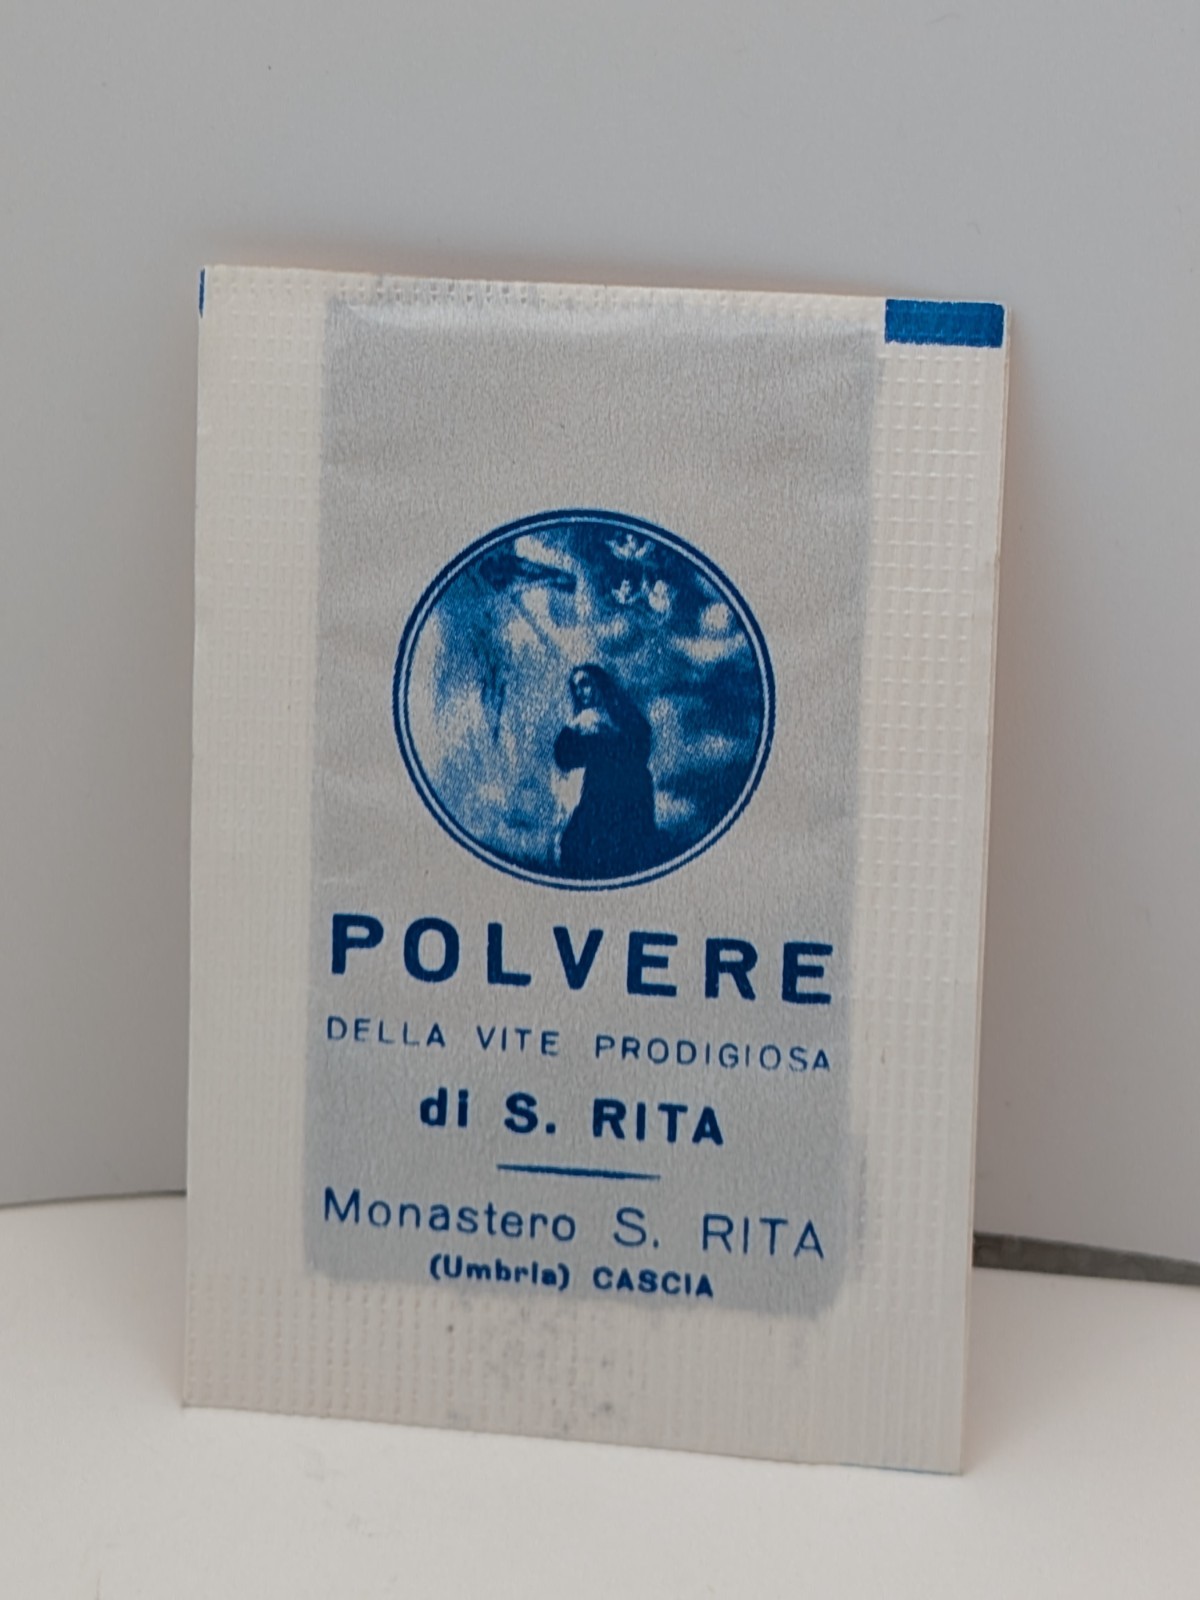 POLVERE
DELLA VITE PRODIGIOSA
di S. RITA
Monastero S. RITA
(Umbria) CASCIA